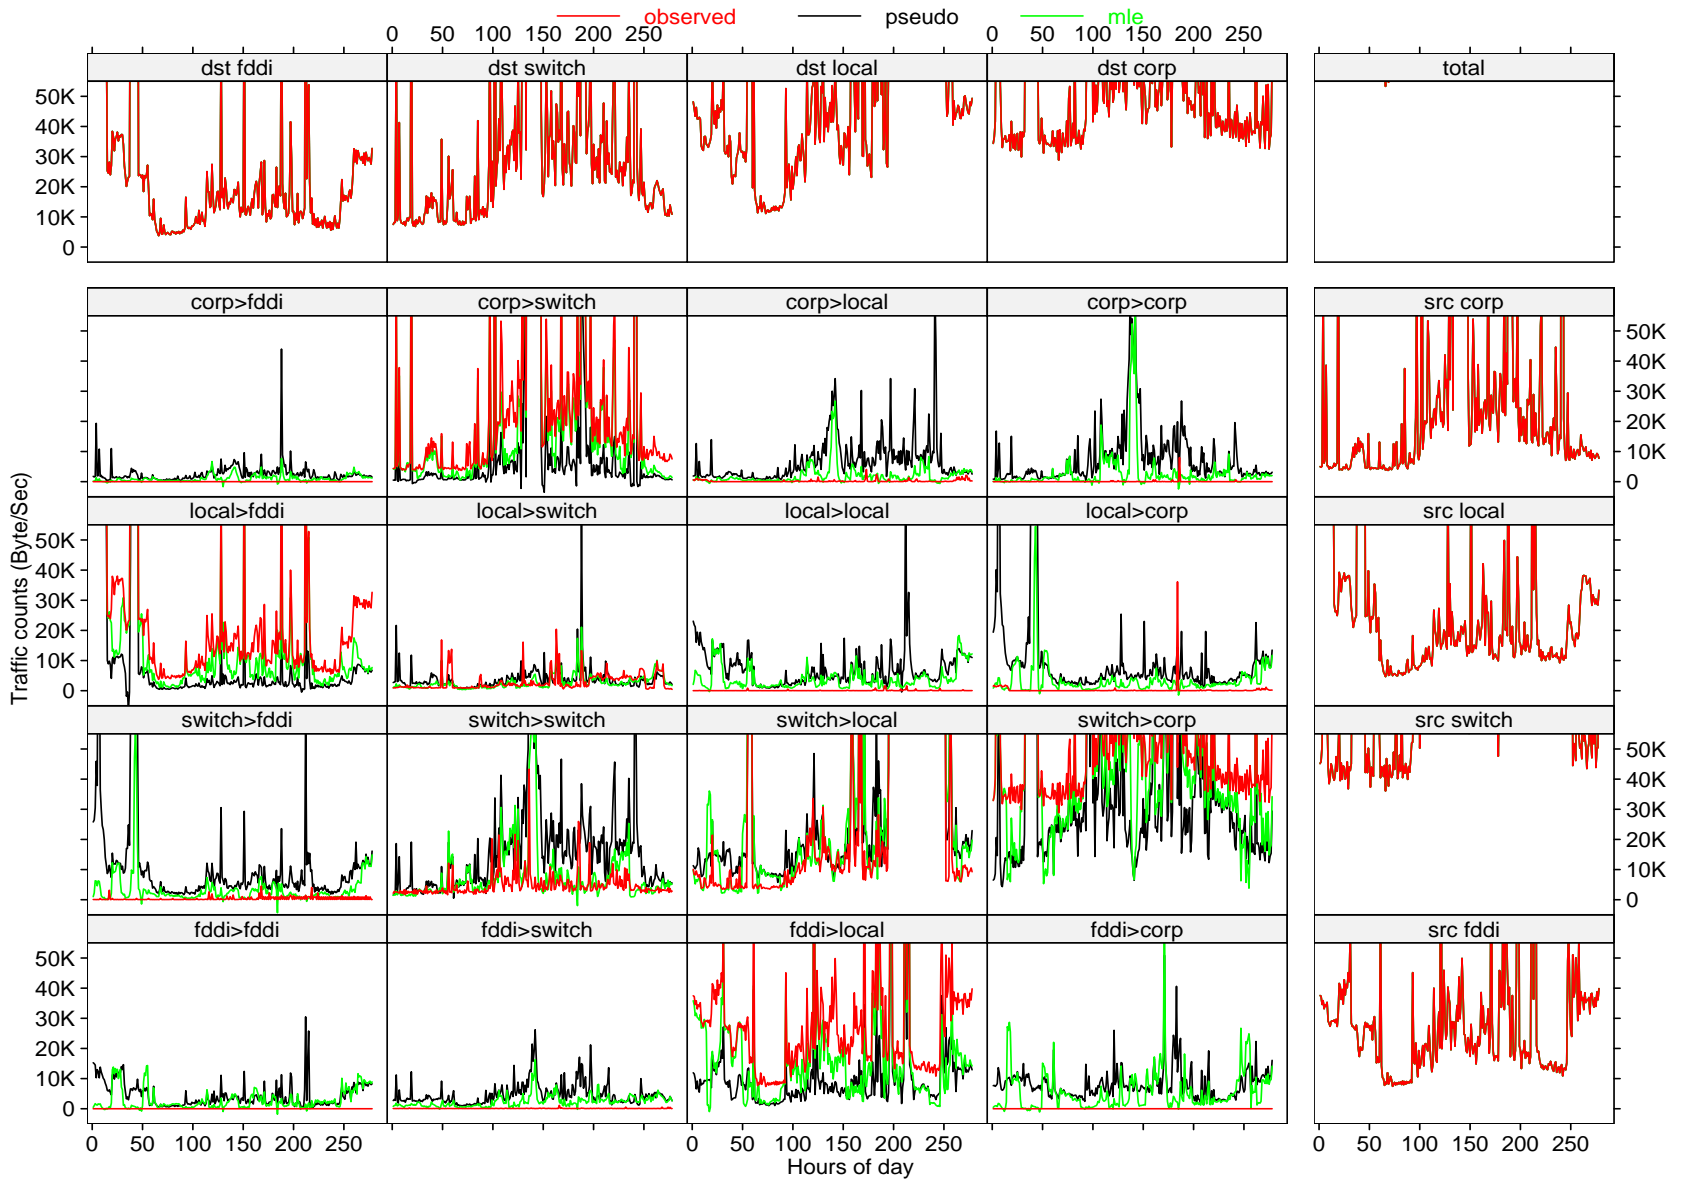 observed pseudo mle
0 50 100 150 200 250 0 50 100 150 200 250
dst fddi dst switch dst local dst corp total
50K
40K
30K
20K
10K
0
corp>fddi corp>switch corp>local corp>corp src corp
50K
40K
30K
20K
10K
0
local>fddi local>switch local>local local>corp src local
50K
40K
30K
20K
10K
0
Traffic counts (Byte/Sec)
switch>fddi switch>switch switch>local switch>corp src switch
50K
40K
30K
20K
10K
0
fddi>fddi fddi>switch fddi>local fddi>corp src fddi
50K
40K
30K
20K
10K
0
0 50 100 150 200 250 0 50 100 150 200 250 0 50 100 150 200 250
Hours of day